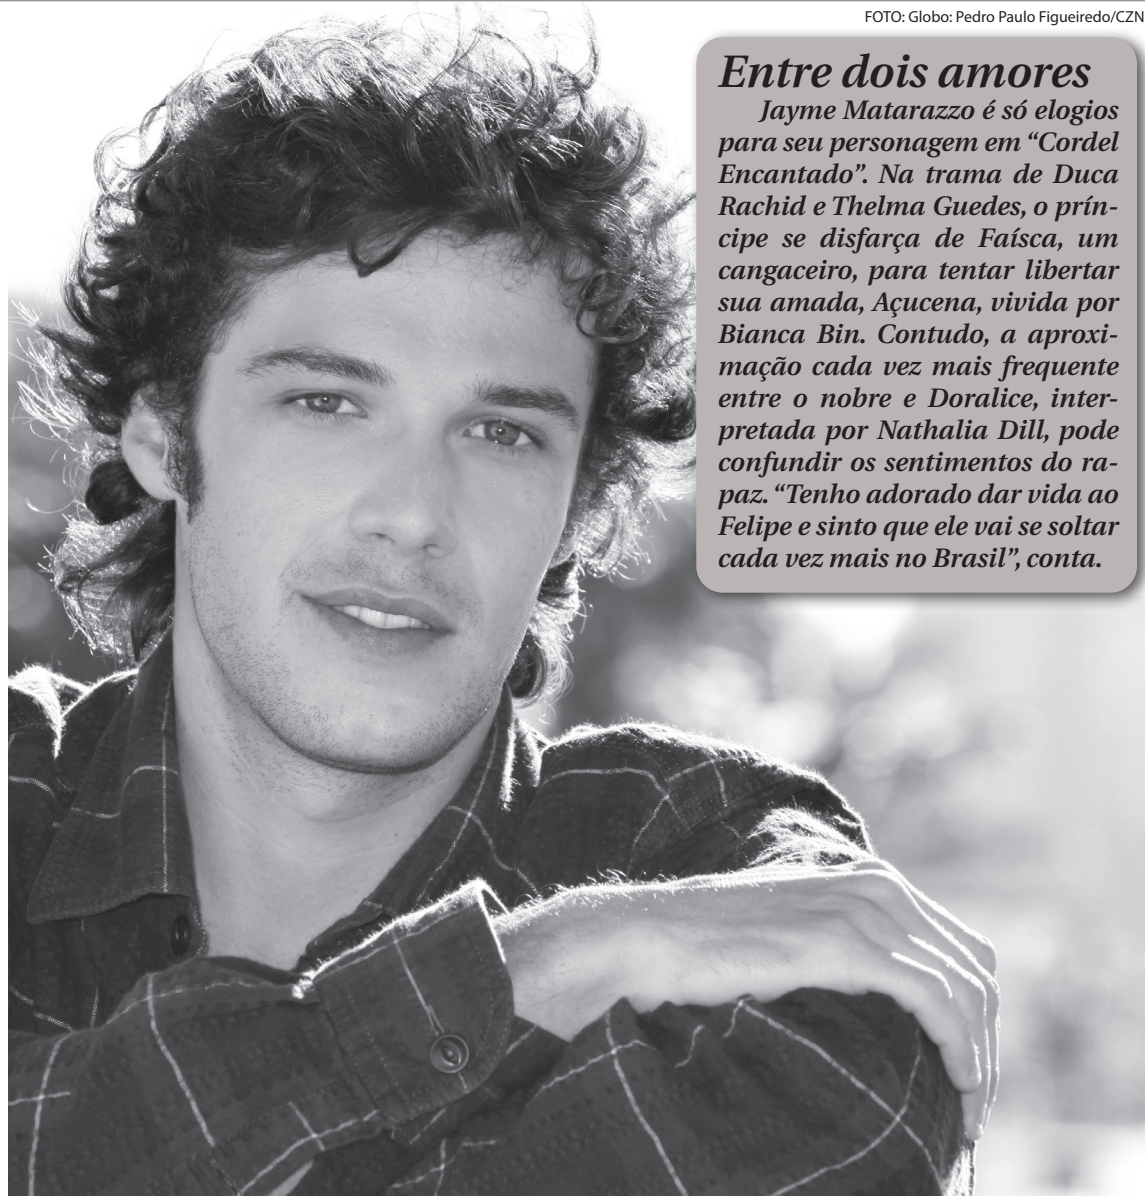 FOTO: Globo: Pedro Paulo Figueiredo/CZN
Entre dois amores
Jayme Matarazzo é só elogios
para seu personagem em “Cordel
Encantado”. Na trama de Duca
Rachid e Thelma Guedes, o prín-
cipe se disfarça de Faísca, um
cangaceiro, para tentar libertar
sua amada, Açucena, vivida por
Bianca Bin. Contudo, a aproxi-
mação cada vez mais frequente
entre o nobre e Doralice, inter-
pretada por Nathalia Dill, pode
confundir os sentimentos do ra-
paz. “Tenho adorado dar vida ao
Felipe e sinto que ele vai se soltar
cada vez mais no Brasil”, conta.